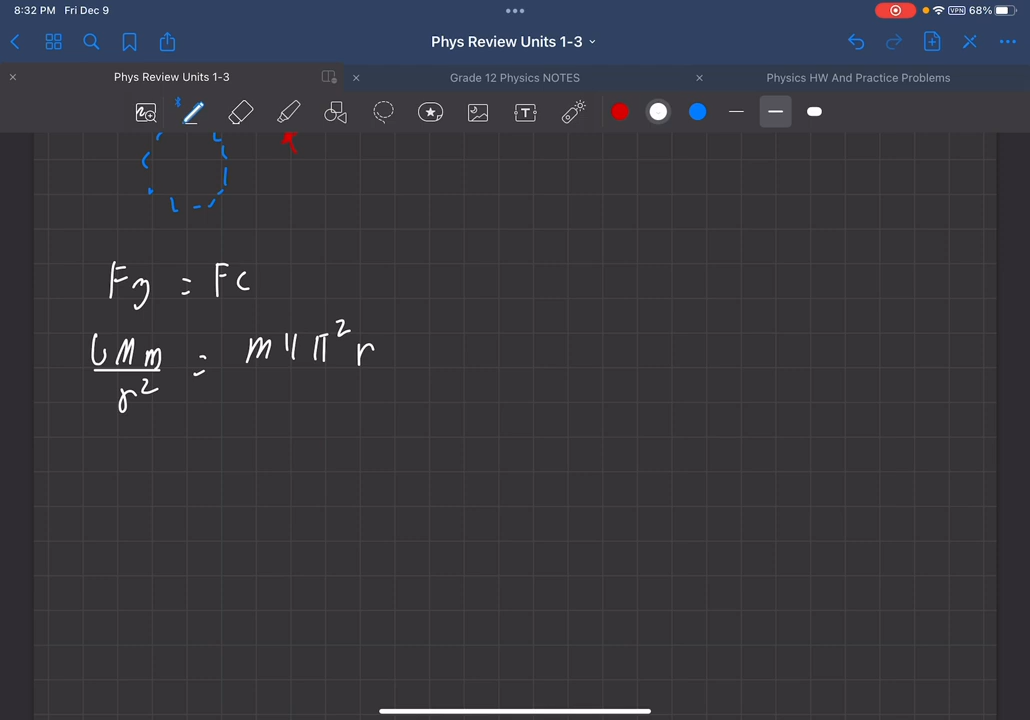 8:32 PM Fri Dec 9
VPN 68%
Phys Review Units 1-3
Phys Review Units 1-3
Grade 12 Physics NOTES
Physics HW And Practice Problems
T
Fg = Fc
GMm = m4π²r
r²